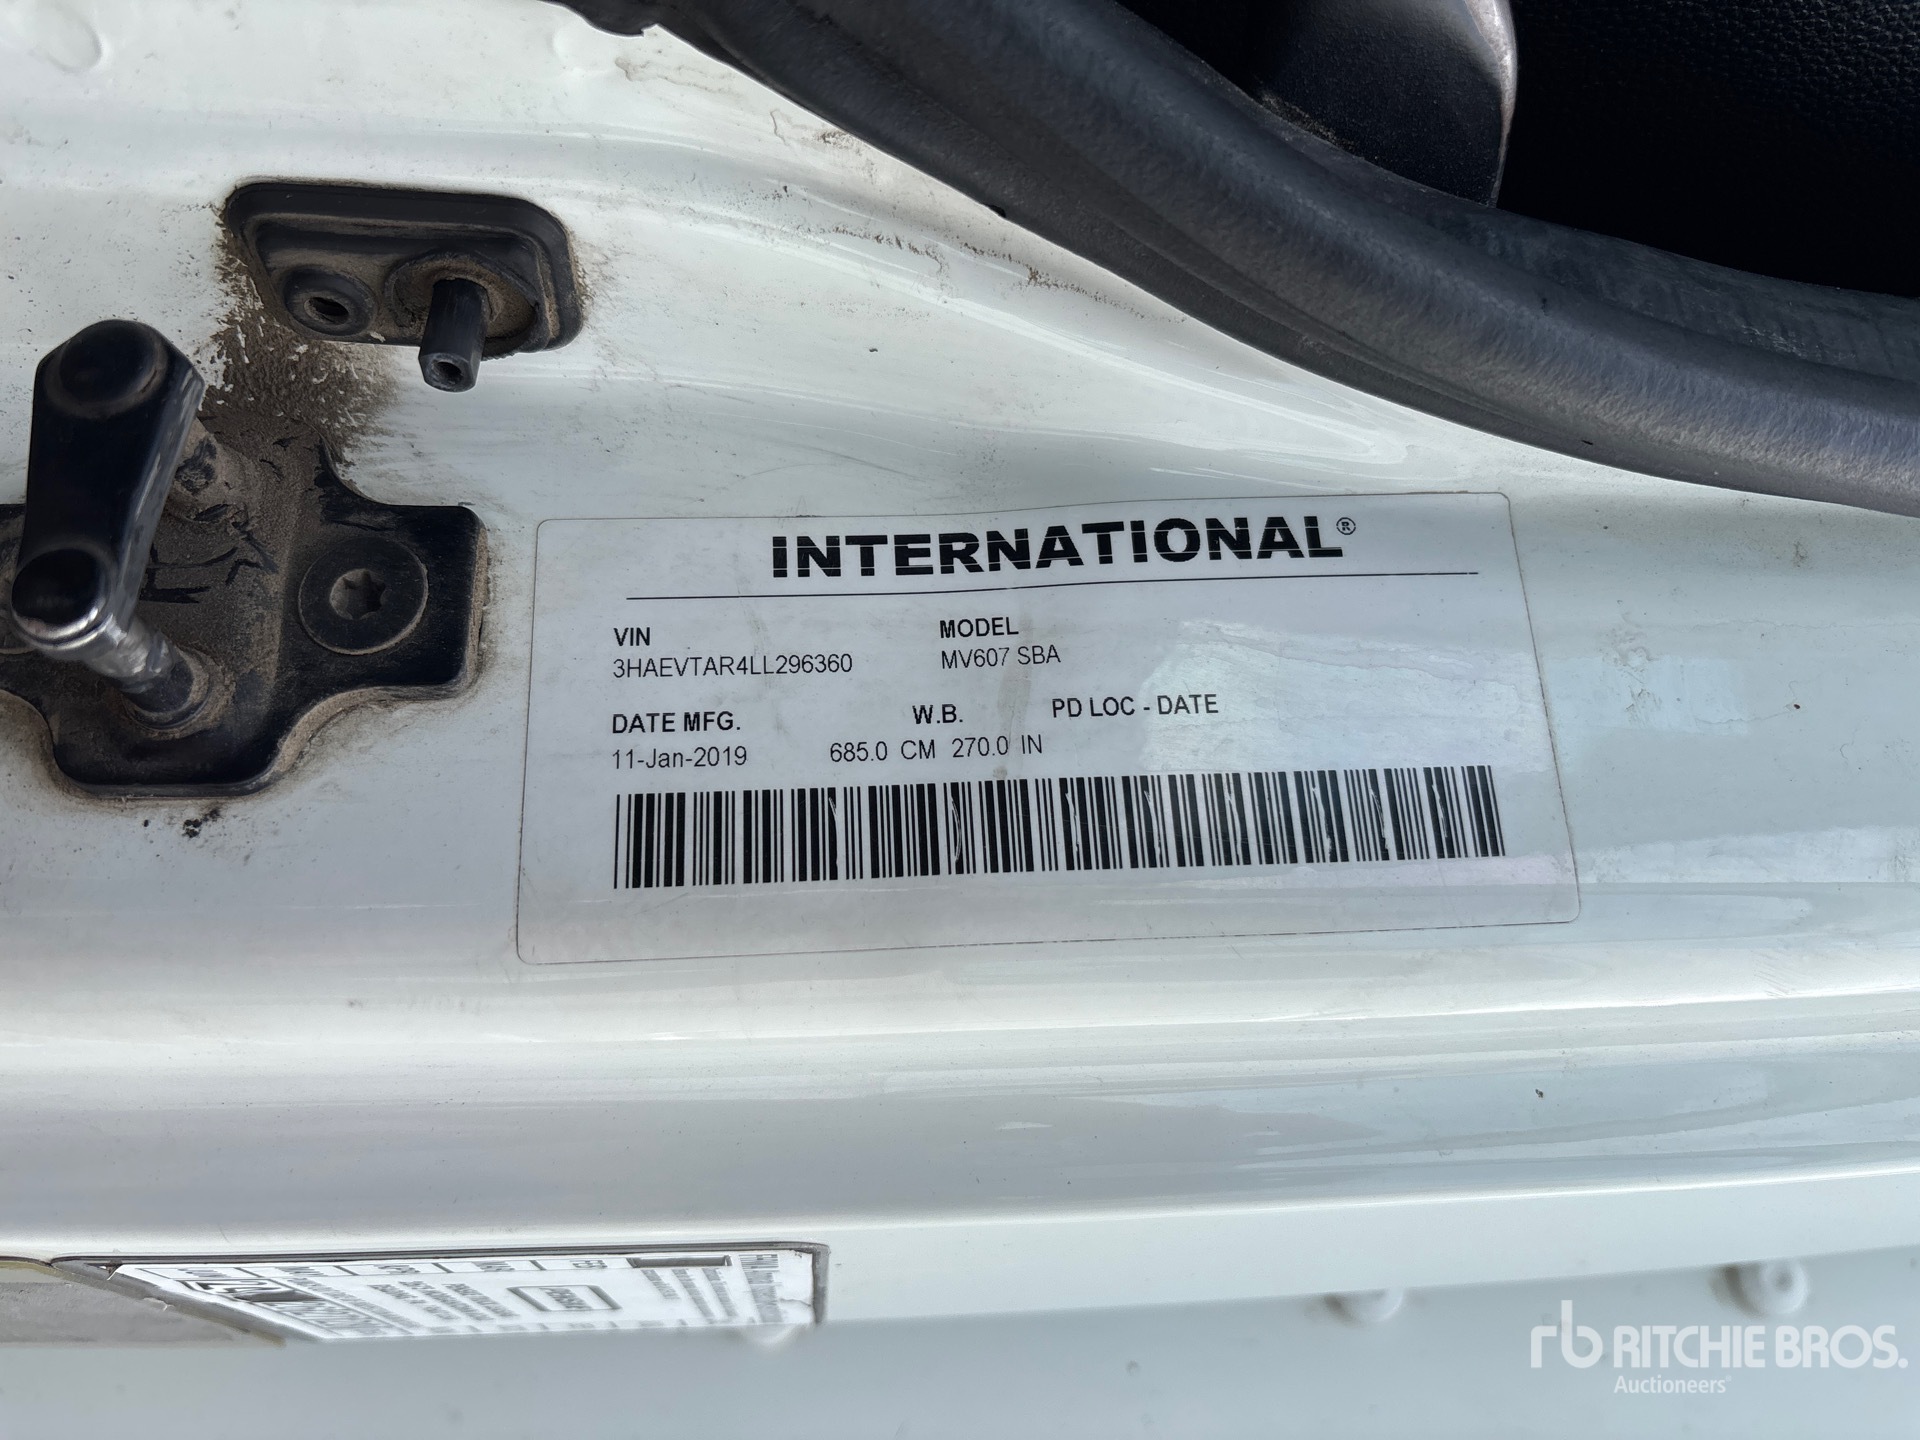 INTERNATIONAL®
VIN MODEL
3HAEVTAR4LL296360 MV607 SBA
DATE MFG. W.B. PD LOC - DATE
11-Jan-2019 685.0 CM 270.0 IN
rb RITCHIE BROS.
Auctioneers